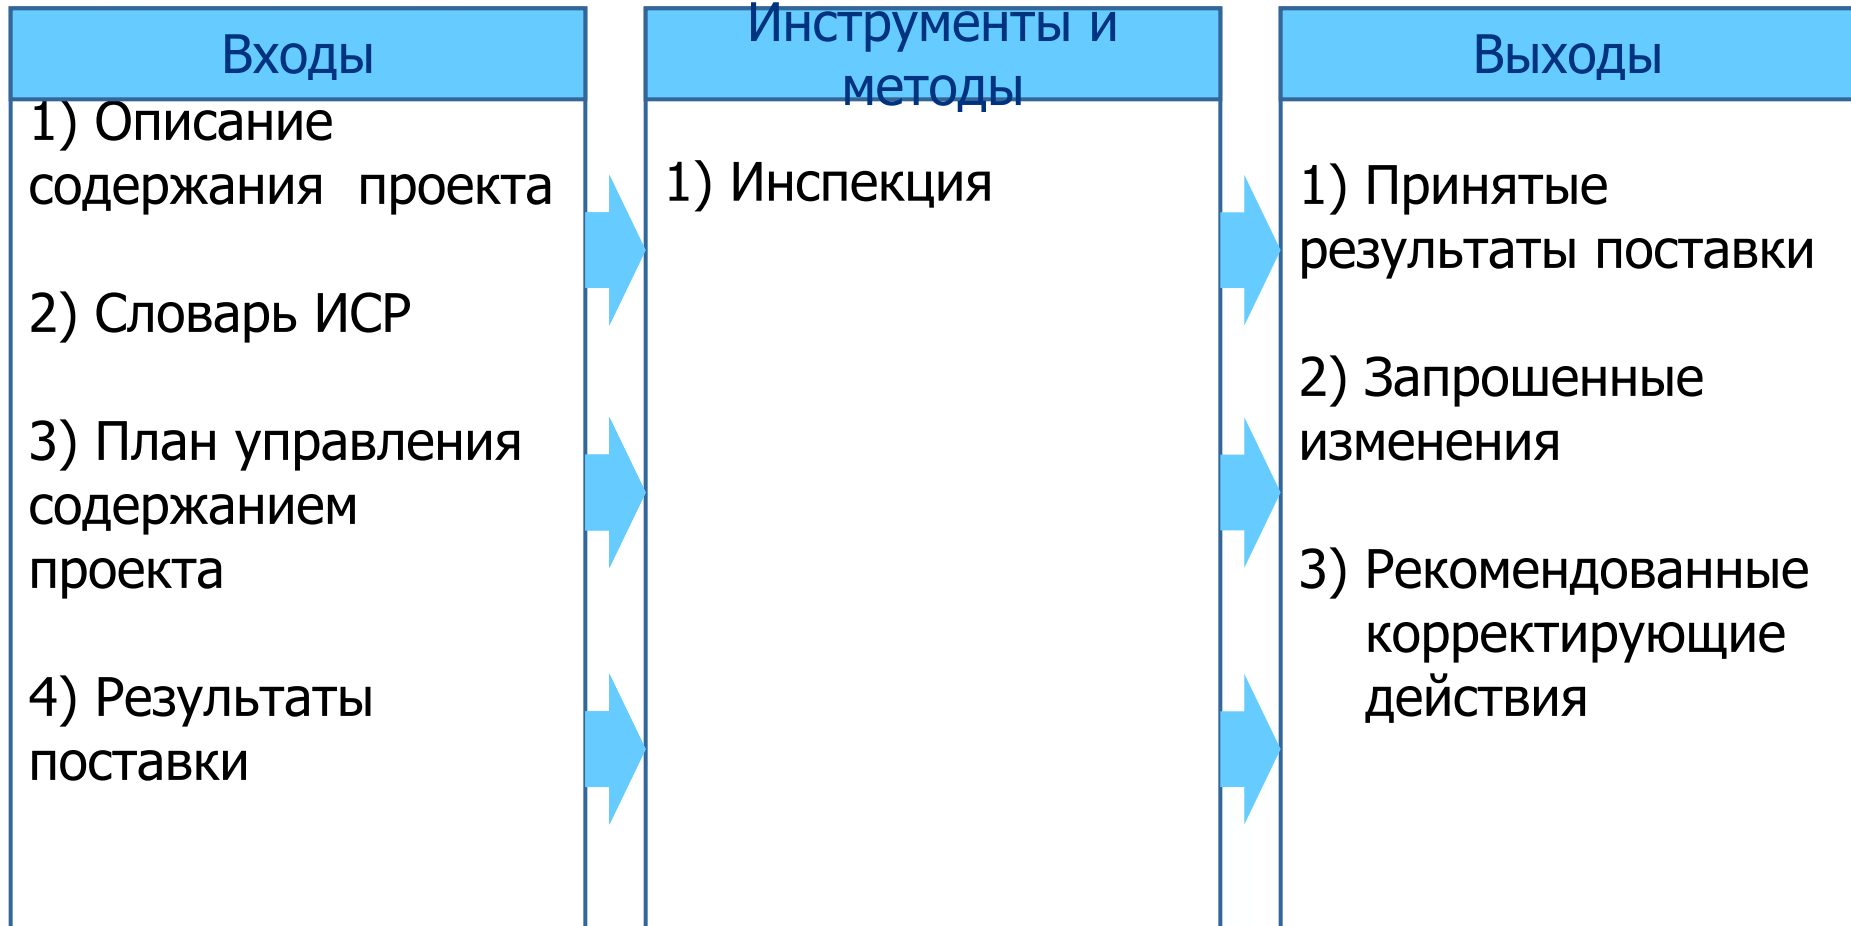 Входы
1) Описание
содержания проекта
2) Словарь ИСР
3) План управления
содержанием
проекта
4) Результаты
поставки
Инструменты и
методы
1) Инспекция
Выходы
1) Принятые
результаты поставки
2) Запрошенные
изменения
3) Рекомендованные
корректирующие
действия